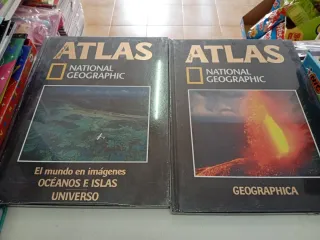 ATLAS
NATIONAL
GEOGRAPHIC
El mundo en imágenes
OCÉANOS E ISLAS
UNIVERSO
ATLAS
NATIONAL
GEOGRAPHIC
GEOGRAPHICA